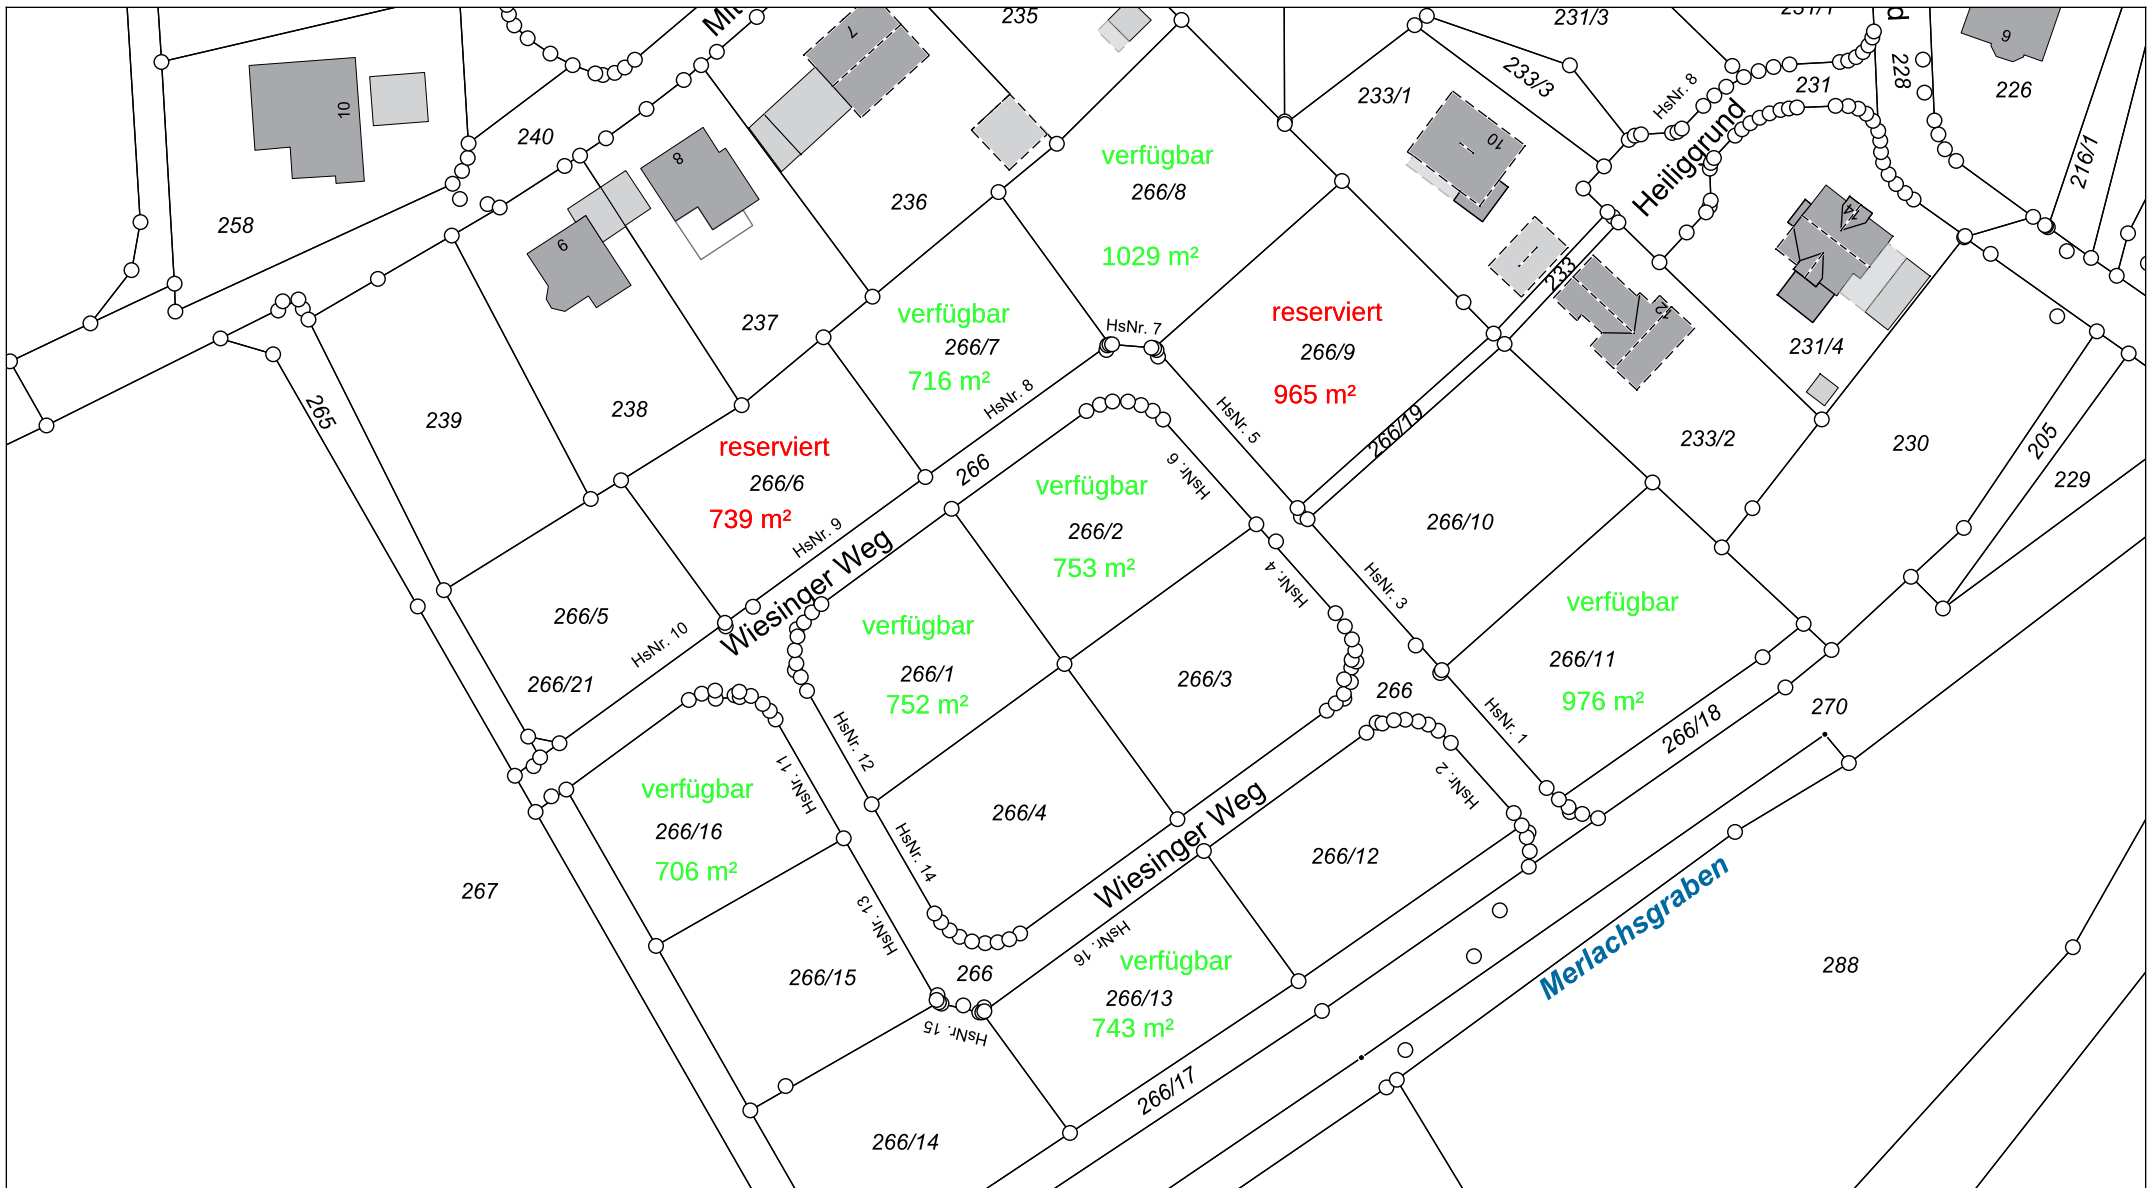 Mit
7
235
231/3
231/1
d
9
233/3
HsNr. 8
231
228
226
233/1
10
240
8
10
Heiliggrund
216/1
verfügbar
266/8
1029 m²
236
258
6
14
233
12
237
verfügbar
266/7
716 m²
HsNr. 7
reserviert
266/9
965 m²
231/4
265
239
238
HsNr. 8
HsNr. 5
266/19
233/2
230
205
229
reserviert
266/6
739 m²
266
HsNr. 6
verfügbar
266/2
753 m²
266/10
HsNr. 9
Wiesinger Weg
HsNr. 4
HsNr. 3
266/5
HsNr. 10
266/21
verfügbar
266/1
752 m²
266/3
266
verfügbar
266/11
976 m²
HsNr. 1
266/18
270
HsNr. 12
HsNr. 11
verfügbar
266/16
706 m²
266/4
HsNr. 14
Wiesinger Weg
HsNr. 2
266/12
267
HsNr. 13
Merlachsgraben
HsNr. 16
288
266/15
266
verfügbar
266/13
743 m²
HsNr. 15
266/17
266/14